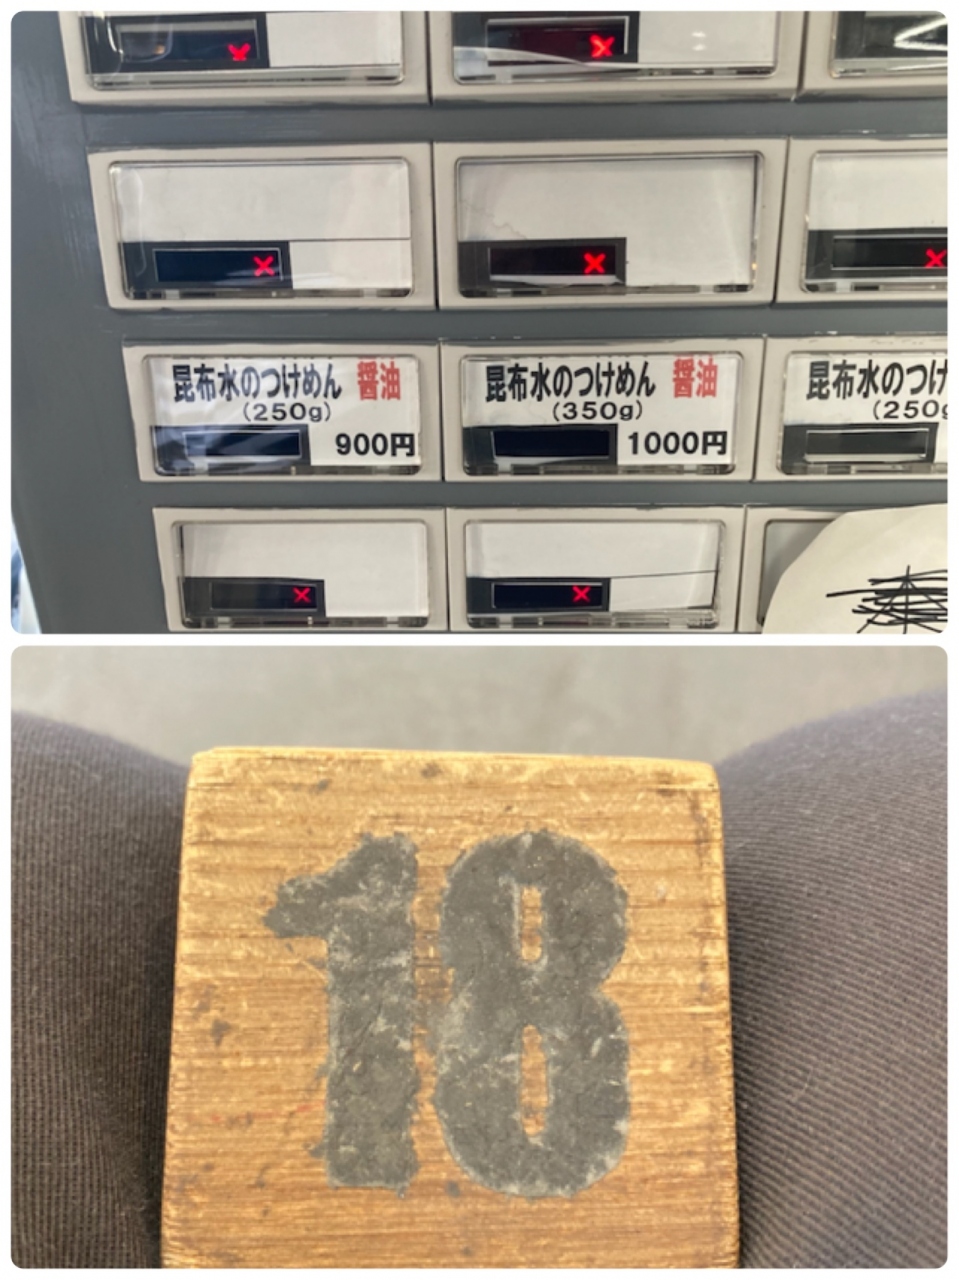 昆布水のつけめん 醤油
(250g)
900円
昆布水のつけめん 醤油
(350g)
1000円
昆布水のつけ
(250g
18